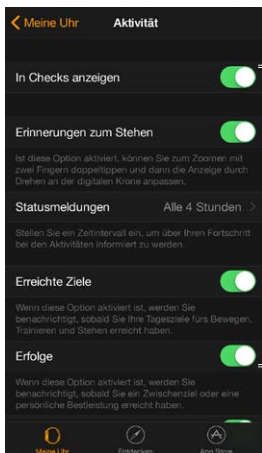 Meine Uhr Aktivität
In Checks anzeigen
Erinnerungen zum Stehen
Ist diese Option aktiviert, können Sie zum Zoomen mit
zwei Fingern doppeltippen und dann die Anzeige durch
Drehen an der digitalen Krone anpassen.
Statusmeldungen Alle 4 Stunden
Stellen Sie ein Zeitintervall ein, um über Ihren Fortschritt
bei den Aktivitäten informiert zu werden.
Erreichte Ziele
Wenn diese Option aktiviert ist, werden Sie
benachrichtigt, sobald Sie Ihre Tagesziele fürs Bewegen,
Trainieren und Stehen erreicht haben.
Erfolge
Wenn diese Option aktiviert ist, werden Sie
benachrichtigt, sobald Sie ein Zwischenziel oder eine
persönliche Bestleistung erreicht haben.
Meine Uhr Entdecken App Store